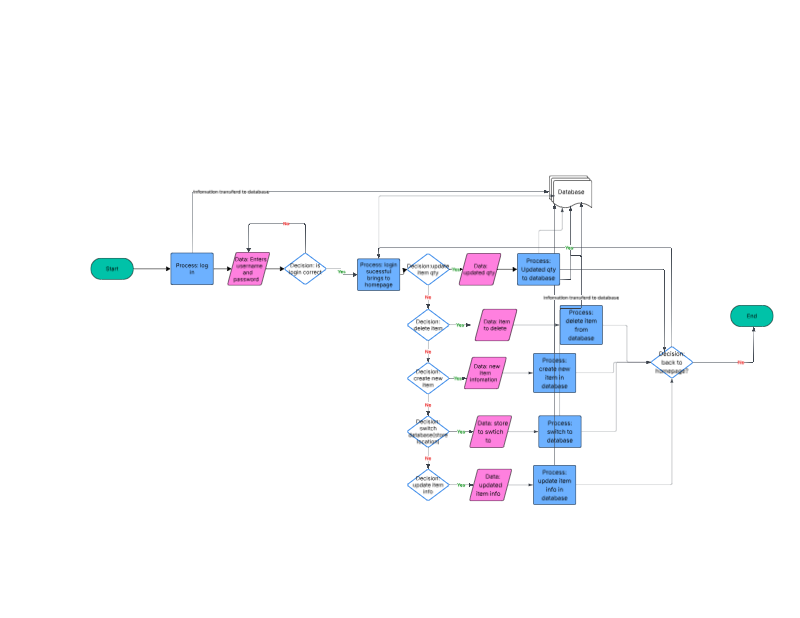 Database
Infomation transferd to database
No
Yes
Start
Process: log
in
Data: Enters
username
and
password
Decision: is
login correct
Yes
Process: login
sucessful
brings to
homepage
Decision:update
item qty
Yes
Data:
updated qty
Process:
Updated qty
to database
No
infomation transferd to database
Decision:
delete item
Yes
Data: item
to delete
Process:
delete item
from
database
End
No
Decision:
create new
item
Yes
Data: new
item
infomation
Process:
create new
item in
database
Decision:
back to
homepage?
No
No
Decision:
switch
database(store
location)
Yes
Data: store
to swtich
to
Process:
switch to
database
No
Decision:
update item
info
Yes
Data:
updated
item info
Process:
update item
info in
database